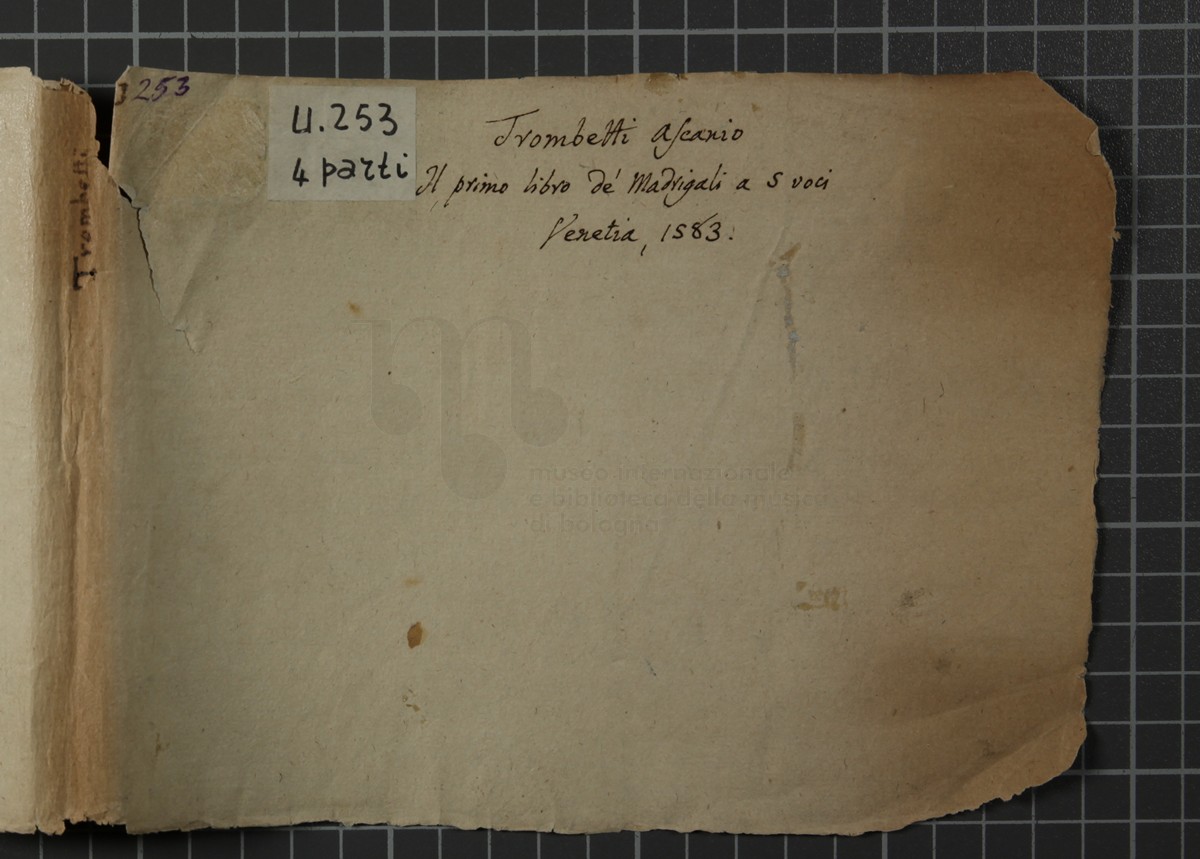 253
U.253
4 parti
Trombetti Ascanio
Il primo libro de' Madrigali a 5 voci
Venetia, 1583.
Trombetti
museo internazionale
e biblioteca della musica
di bologna